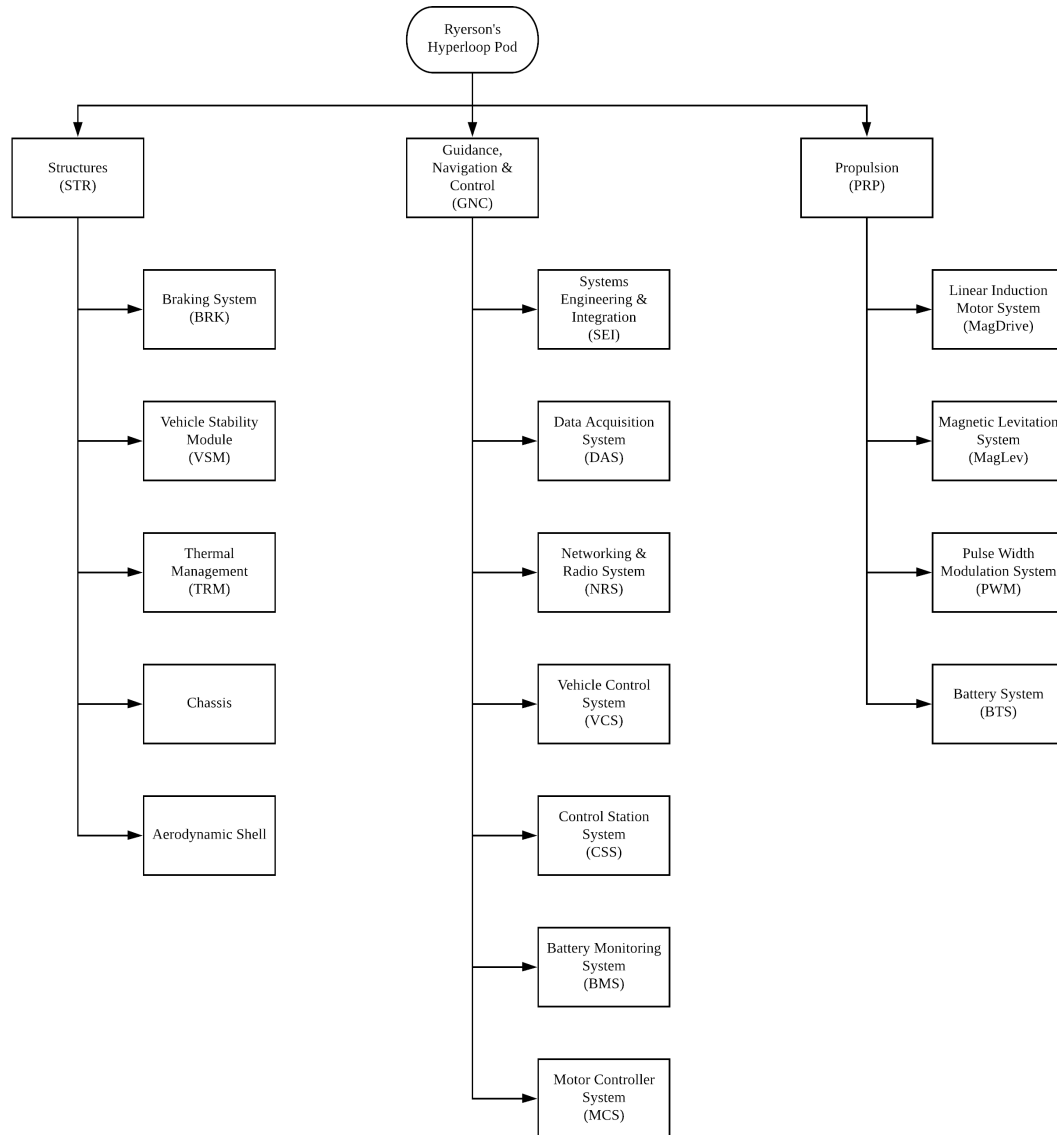 Ryerson's
Hyperloop Pod
Structures
(STR)
Guidance,
Navigation &
Control
(GNC)
Propulsion
(PRP)
Braking System
(BRK)
Vehicle Stability
Module
(VSM)
Thermal
Management
(TRM)
Chassis
Aerodynamic Shell
Systems
Engineering &
Integration
(SEI)
Data Acquisition
System
(DAS)
Networking &
Radio System
(NRS)
Vehicle Control
System
(VCS)
Control Station
System
(CSS)
Battery Monitoring
System
(BMS)
Motor Controller
System
(MCS)
Linear Induction
Motor System
(MagDrive)
Magnetic Levitation
System
(MagLev)
Pulse Width
Modulation System
(PWM)
Battery System
(BTS)